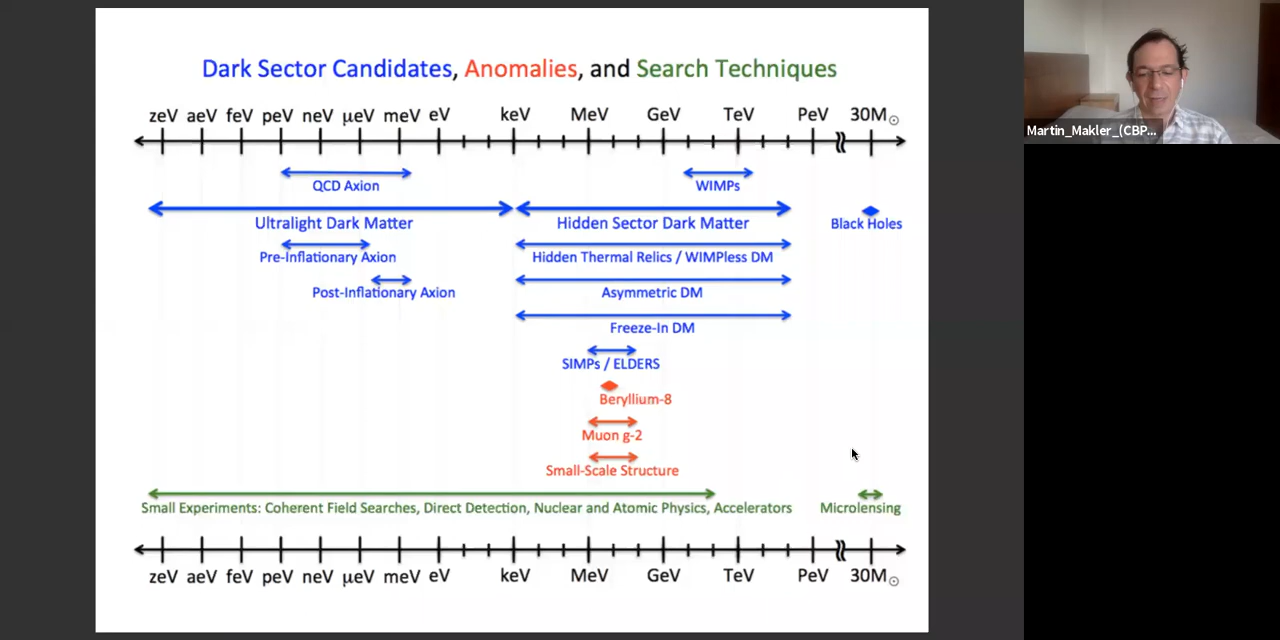 Dark Sector Candidates, Anomalies, and Search Techniques
zeV aeV feV peV neV μeV meV eV keV MeV GeV TeV PeV 30M☉
QCD Axion
WIMPs
Ultralight Dark Matter
Hidden Sector Dark Matter
Black Holes
Pre-Inflationary Axion
Hidden Thermal Relics / WIMPless DM
Post-Inflationary Axion
Asymmetric DM
Freeze-In DM
SIMPs / ELDERS
Beryllium-8
Muon g-2
Small-Scale Structure
Small Experiments: Coherent Field Searches, Direct Detection, Nuclear and Atomic Physics, Accelerators
Microlensing
zeV aeV feV peV neV μeV meV eV keV MeV GeV TeV PeV 30M☉
Martin_Makler_(CBP...